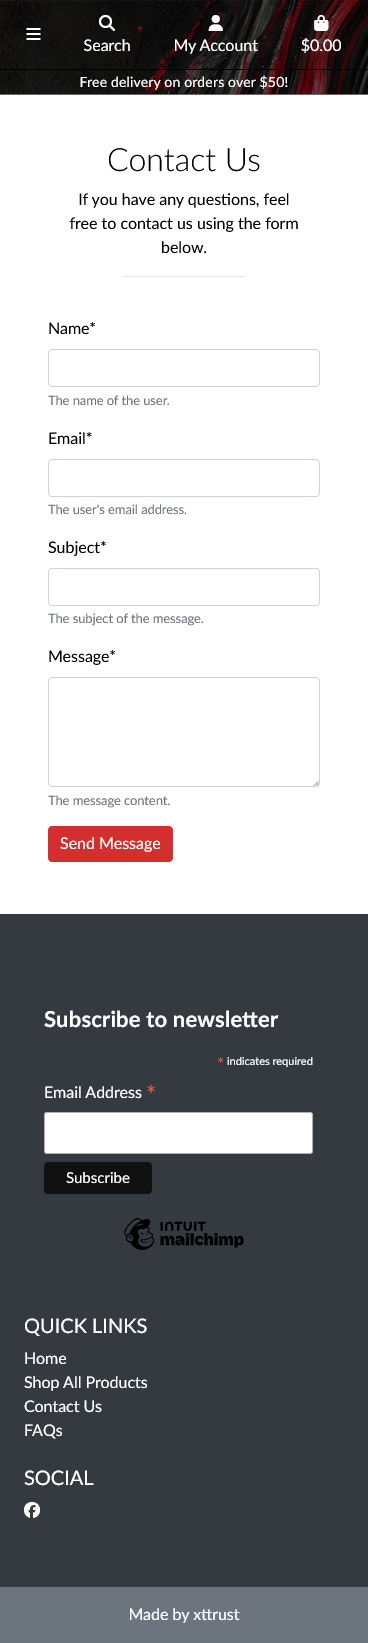 Search My Account $0.00
Free delivery on orders over $50!
Contact Us
If you have any questions, feel
free to contact us using the form
below.
Name*
The name of the user.
Email*
The user's email address.
Subject*
The subject of the message.
Message*
The message content.
Send Message
Subscribe to newsletter
* indicates required
Email Address *
Subscribe
INTUIT
mailchimp
QUICK LINKS
Home
Shop All Products
Contact Us
FAQs
SOCIAL
Made by xttrust